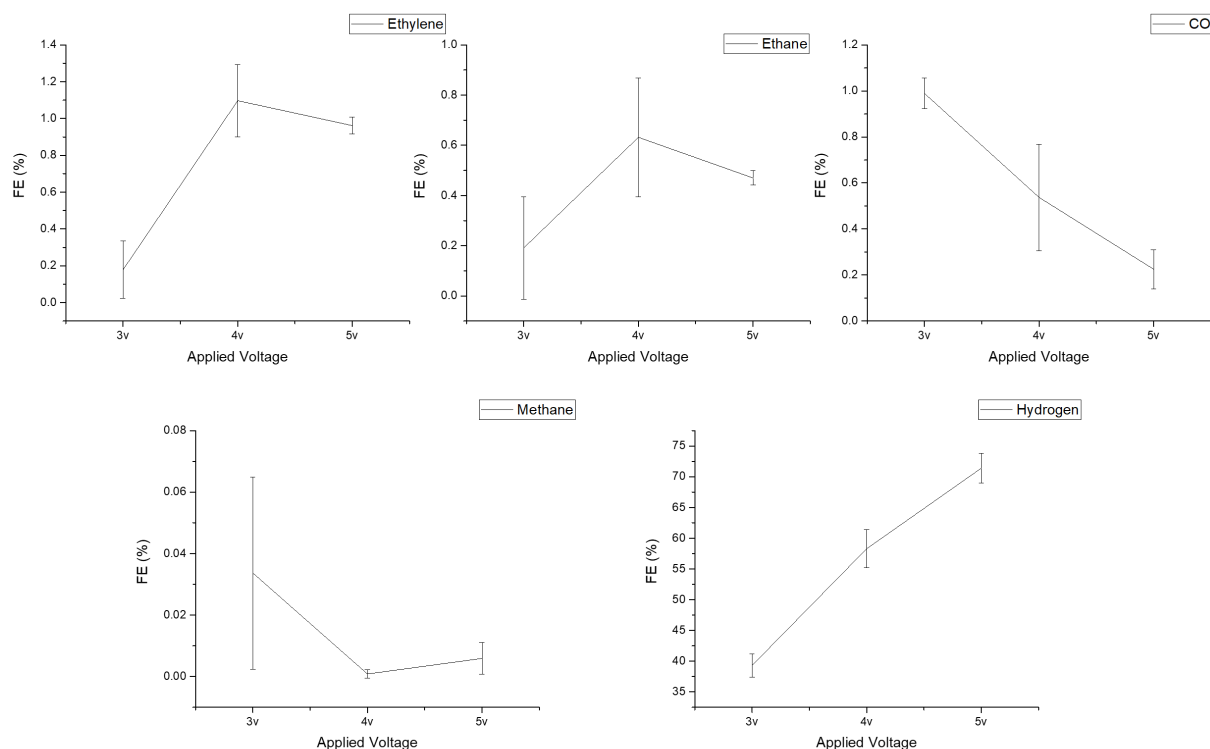 Ethylene
1.4
1.2
1.0
0.8
0.6
0.4
0.2
0.0
FE (%)
3v 4v 5v
Applied Voltage
Ethane
1.0
0.8
0.6
0.4
0.2
0.0
FE (%)
3v 4v 5v
Applied Voltage
CO
1.2
1.0
0.8
0.6
0.4
0.2
0.0
FE (%)
3v 4v 5v
Applied Voltage
Methane
0.08
0.06
0.04
0.02
0.00
FE (%)
3v 4v 5v
Applied Voltage
Hydrogen
75
70
65
60
55
50
45
40
35
FE (%)
3v 4v 5v
Applied Voltage